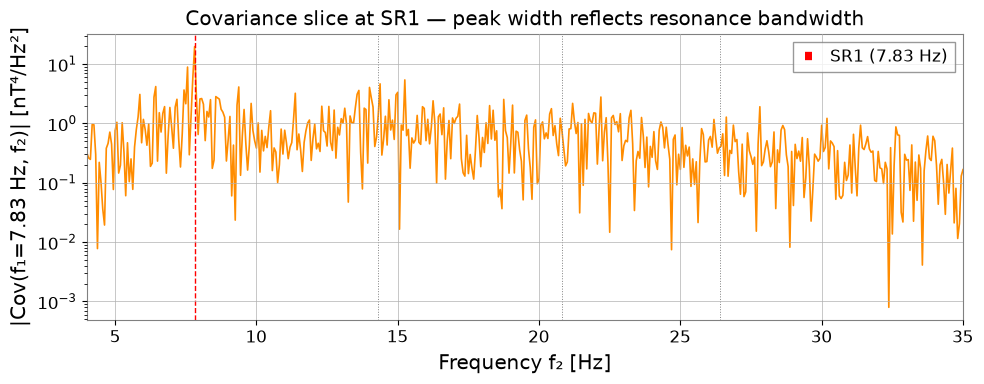 Covariance slice at SR1 — peak width reflects resonance bandwidth
|Cov(f₁=7.83 Hz, f₂)| [nT⁴/Hz²]
SR1 (7.83 Hz)
10¹
10⁰
10⁻¹
10⁻²
10⁻³
5 10 15 20 25 30 35
Frequency f₂ [Hz]